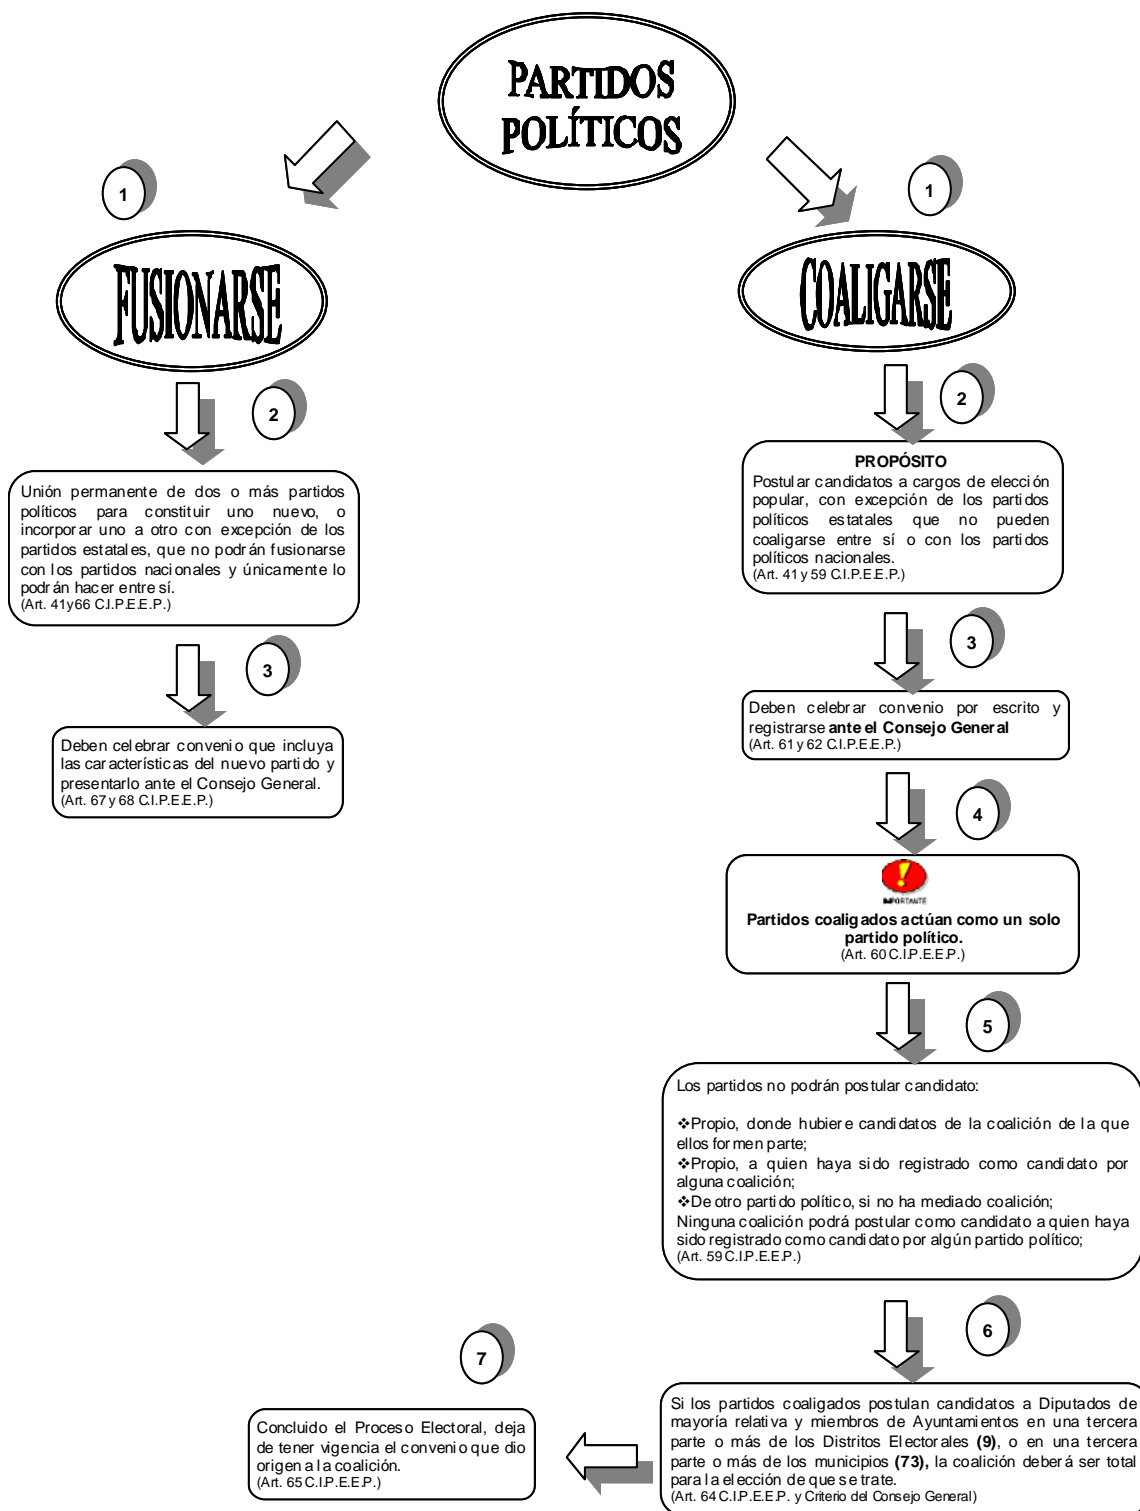 PARTIDOS
POLÍTICOS
1
FUSIONARSE
2
Unión permanente de dos o más partidos
políticos para constituir uno nuevo, o
incorporar uno a otro con excepción de los
partidos estatales, que no podrán fusionarse
con los partidos nacionales y únicamente lo
podrán hacer entre sí.
(Art. 41 y 66 C.I.P.E.E.P.)
3
Deben celebrar convenio que incluya
las características del nuevo partido y
presentarlo ante el Consejo General.
(Art. 67 y 68 C.I.P.E.E.P.)
1
COALIGARSE
2
PROPÓSITO
Postular candidatos a cargos de elección
popular, con excepción de los partidos
políticos estatales que no pueden
coaligarse entre sí o con los partidos
políticos nacionales.
(Art. 41 y 59 C.I.P.E.E.P.)
3
Deben celebrar convenio por escrito y
registrarse ante el Consejo General
(Art. 61 y 62 C.I.P.E.E.P.)
4
IMPORTANTE
Partidos coaligados actúan como un solo
partido político.
(Art. 60 C.I.P.E.E.P.)
5
Los partidos no podrán postular candidato:
❖Propio, donde hubiere candidatos de la coalición de la que
ellos formen parte;
❖Propio, a quien haya sido registrado como candidato por
alguna coalición;
❖De otro partido político, si no ha mediado coalición;
Ninguna coalición podrá postular como candidato a quien haya
sido registrado como candidato por algún partido político;
(Art. 59 C.I.P.E.E.P.)
6
Si los partidos coaligados postulan candidatos a Diputados de
mayoría relativa y miembros de Ayuntamientos en una tercera
parte o más de los Distritos Electorales (9), o en una tercera
parte o más de los municipios (73), la coalición deberá ser total
para la elección de que se trate.
(Art. 64 C.I.P.E.E.P. y Criterio del Consejo General)
7
Concluido el Proceso Electoral, deja
de tener vigencia el convenio que dio
origen a la coalición.
(Art. 65 C.I.P.E.E.P.)